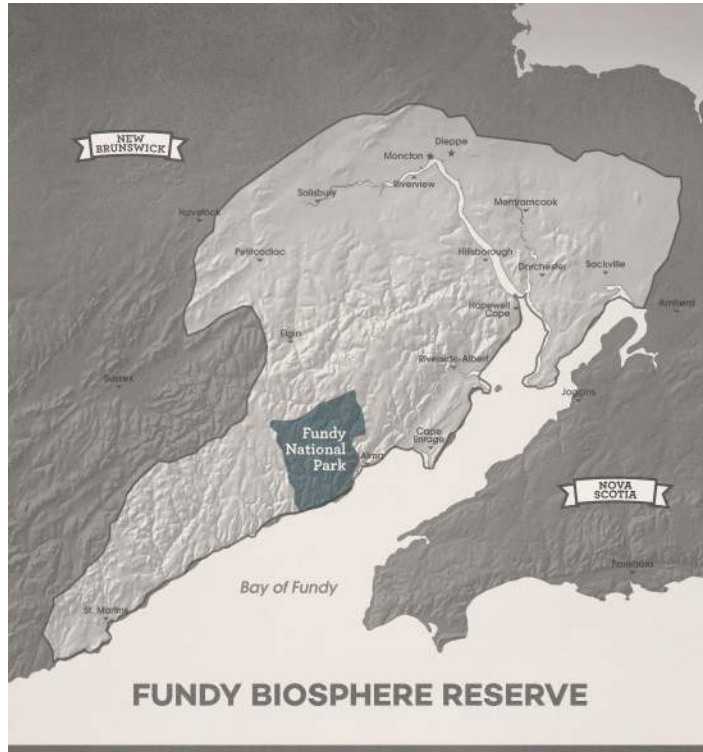 NEW
BRUNSWICK
Dieppe
Moncton
Riverview
Salisbury
Memramcook
Havelock
Petitcodiac
Hillsborough
Dorchester
Sackville
Hopewell
Cape
Amherst
Elgin
Riverside-Albert
Sussex
Joggins
Fundy
National
Park
Cape
Enrage
Alma
NOVA
SCOTIA
Parrsboro
Bay of Fundy
St. Martins
FUNDY BIOSPHERE RESERVE